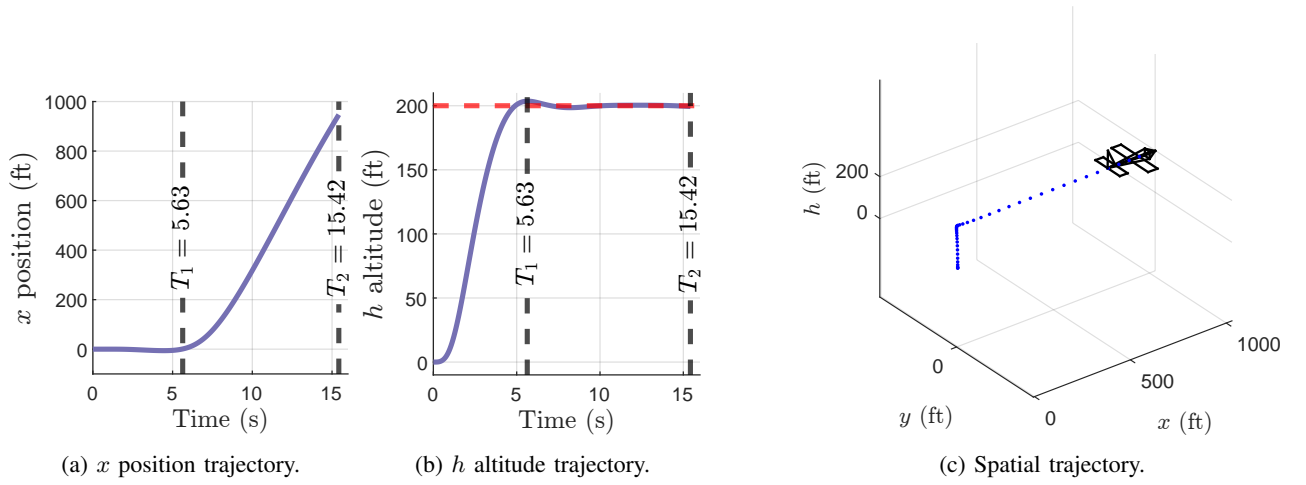 1000
800
600
400
200
0
0
5
10
15
x position (ft)
Time (s)
T₁ = 5.63
T₂ = 15.42
200
150
100
50
0
0
5
10
15
h altitude (ft)
Time (s)
T₁ = 5.63
T₂ = 15.42
200
0
h (ft)
0
y (ft)
0
500
1000
x (ft)
(a) x position trajectory.
(b) h altitude trajectory.
(c) Spatial trajectory.